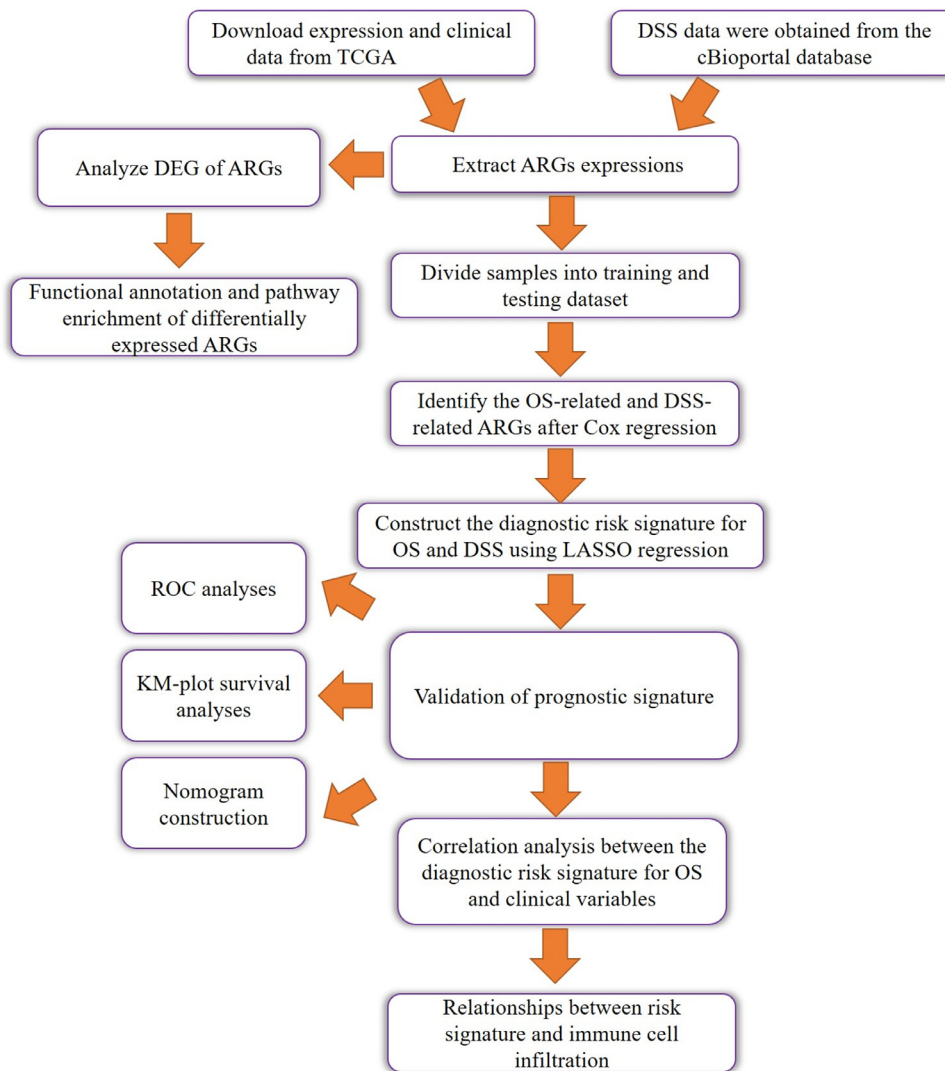 Download expression and clinical
data from TCGA
DSS data were obtained from the
cBioportal database
Analyze DEG of ARGs
Extract ARGs expressions
Functional annotation and pathway
enrichment of differentially
expressed ARGs
Divide samples into training and
testing dataset
Identify the OS-related and DSS-
related ARGs after Cox regression
Construct the diagnostic risk signature for
OS and DSS using LASSO regression
ROC analyses
KM-plot survival
analyses
Validation of prognostic signature
Nomogram
construction
Correlation analysis between the
diagnostic risk signature for OS
and clinical variables
Relationships between risk
signature and immune cell
infiltration